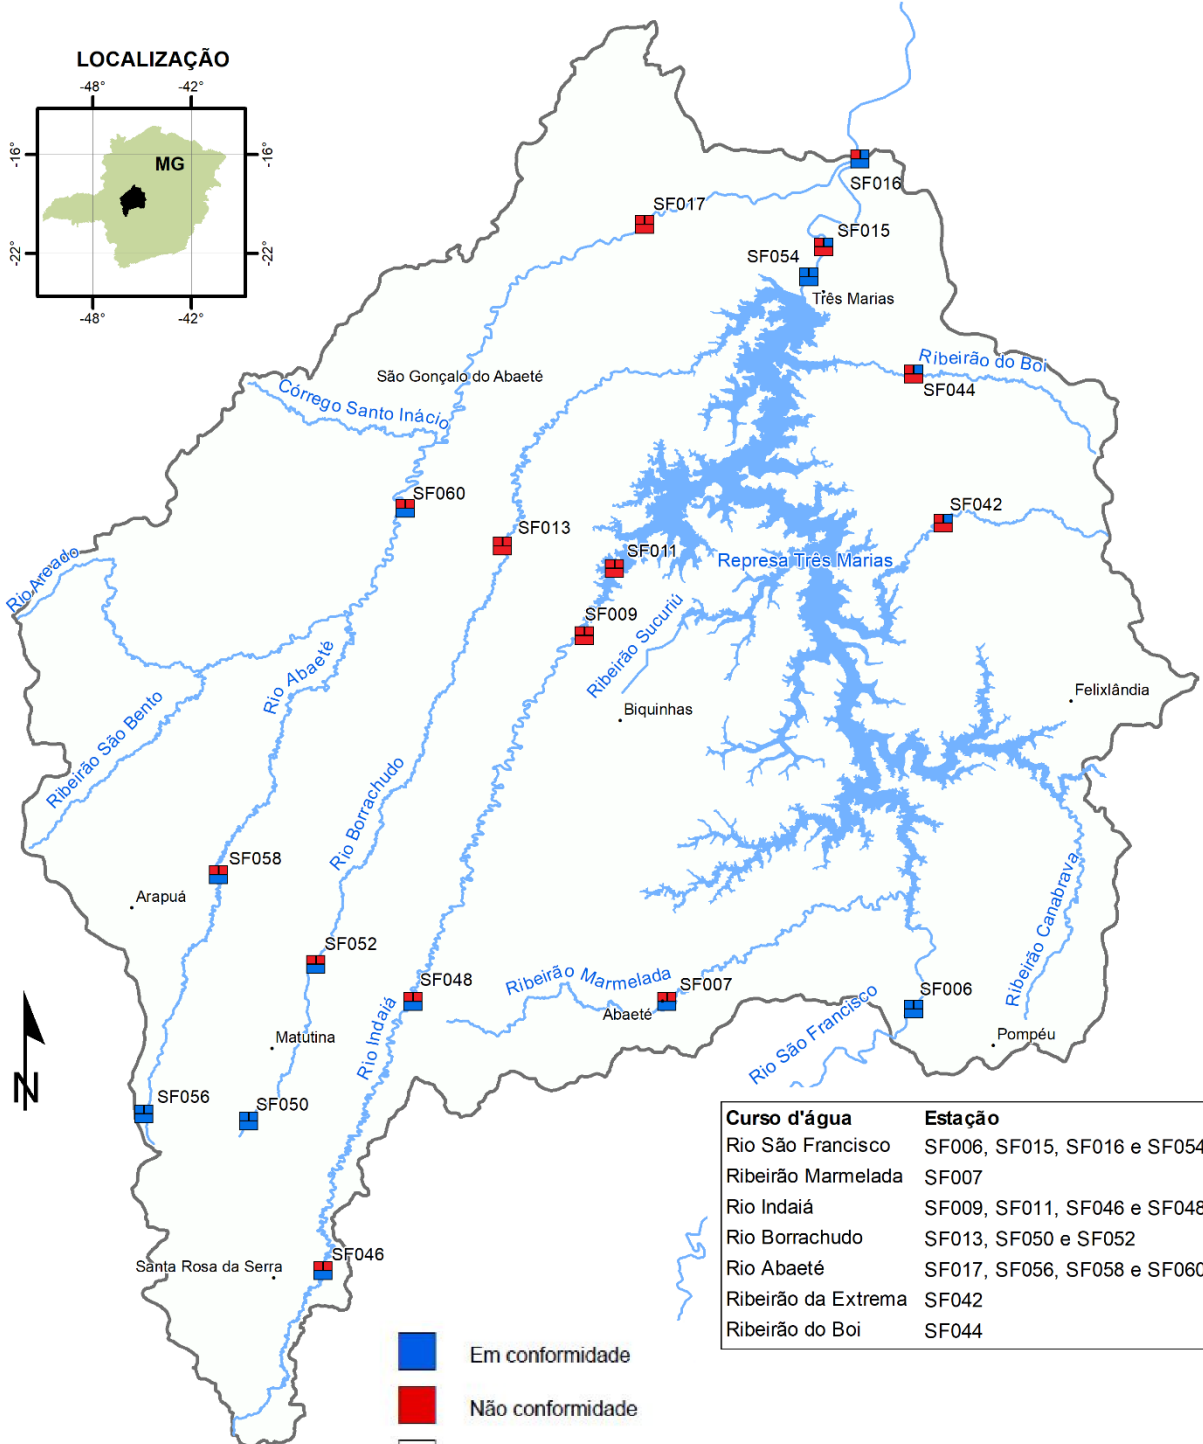 LOCALIZAÇÃO
-48°
-42°
-16°
MG
-16°
-22°
-22°
-48°
-42°
SF016
SF017
SF015
SF054
Três Marias
Ribeirão do Boi
São Gonçalo do Abaeté
SF044
Córrego Santo Inácio
SF060
SF042
SF013
SF011
Represa Três Marias
Rio Areado
SF009
Ribeirão Sucuriú
Rio Abaeté
Felixlândia
Ribeirão São Bento
Biquinhas
Rio Borrachudo
SF058
Arapuá
Ribeirão Canabrava
SF052
SF048
Ribeirão Marmelada
SF007
SF006
Abaeté
Rio São Francisco
Pompéu
Matutina
Rio Indaiá
N
SF056
SF050
Curso d'água Estação
Rio São Francisco SF006, SF015, SF016 e SF054
Ribeirão Marmelada SF007
Rio Indaiá SF009, SF011, SF046 e SF048
Rio Borrachudo SF013, SF050 e SF052
Rio Abaeté SF017, SF056, SF058 e SF060
Ribeirão da Extrema SF042
Ribeirão do Boi SF044
SF046
Santa Rosa da Serra
Em conformidade
Não conformidade